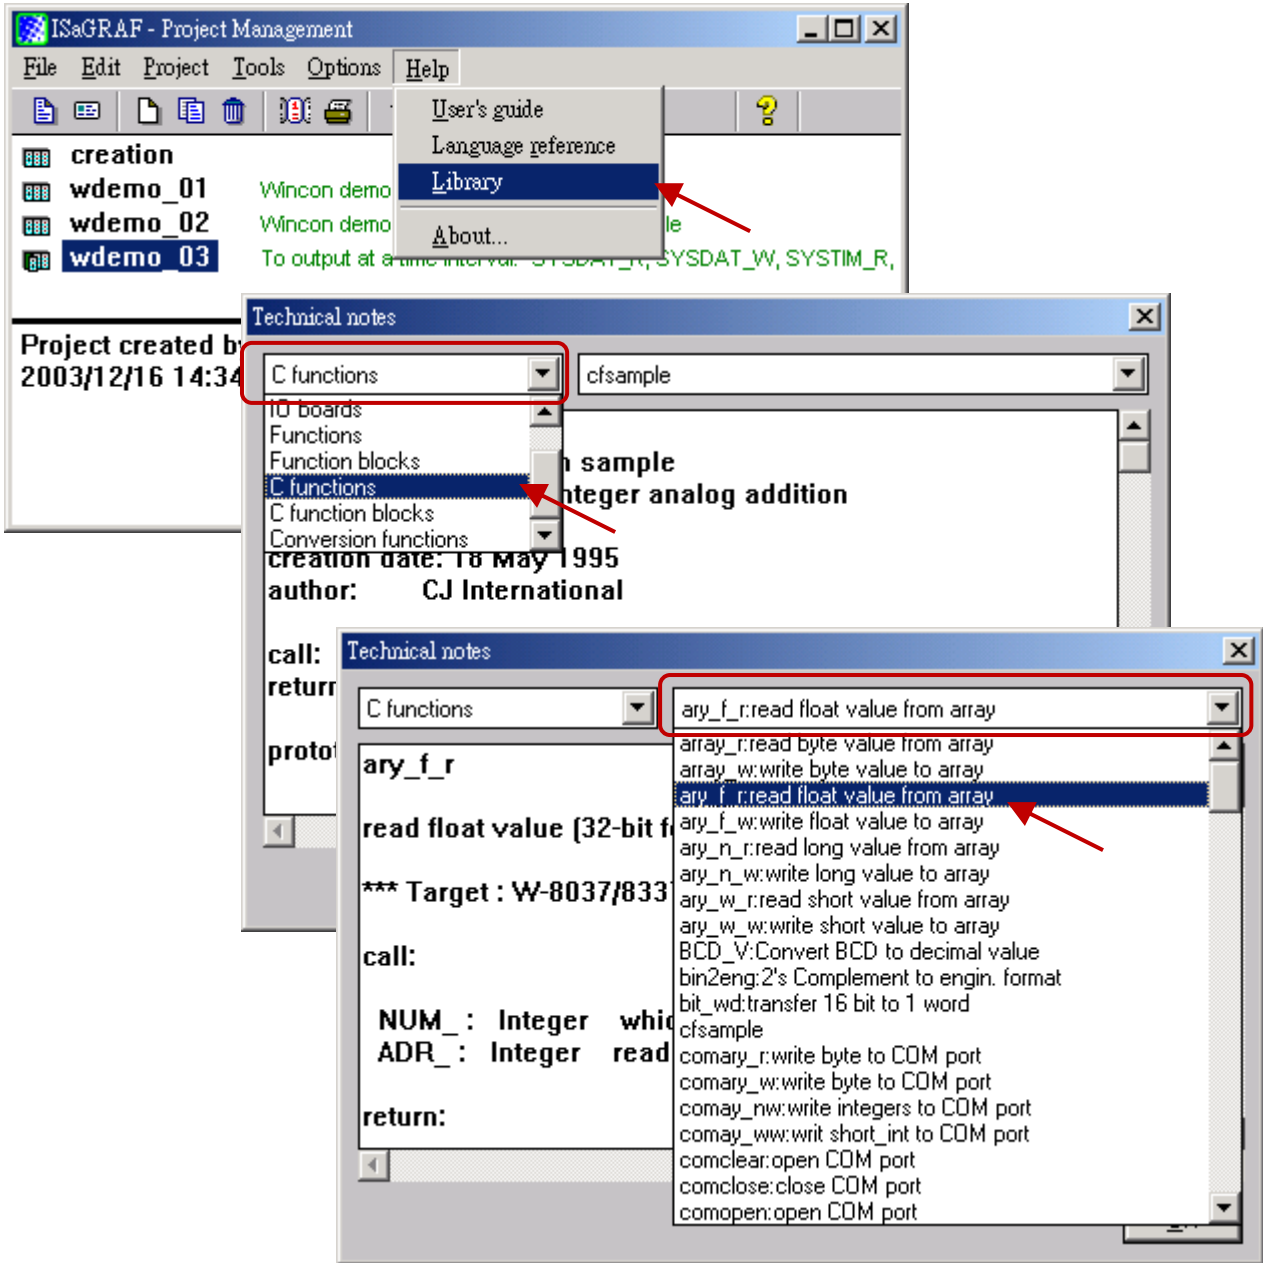 ISaGRAF - Project Management
File Edit Project Tools Options Help
User's guide
Language reference
Library
About...
creation
wdemo_01 Wincon demo
wdemo_02 Wincon demo
wdemo_03 To output at a time interval. SYSDAT_R, SYSDAT_W, SYSTIM_R,
Project created
2003/12/16 14:34
Technical notes
C functions cfsample
IO boards
Functions
Function blocks
C functions
C function blocks
Conversion functions
sample
nteger analog addition
creation date: 18 May 1995
author: CJ International
call:
return
protot
Technical notes
C functions ary_f_r:read float value from array
array_r:read byte value from array
array_w:write byte value to array
ary_f_r:read float value from array
ary_f_w:write float value to array
ary_n_r:read long value from array
ary_n_w:write long value to array
ary_w_r:read short value from array
ary_w_w:write short value to array
BCD_V:Convert BCD to decimal value
bin2eng:2's Complement to engin. format
bit_wd:transfer 16 bit to 1 word
cfsample
comary_r:write byte to COM port
comary_w:write byte to COM port
comay_nw:write integers to COM port
comay_ww:writ short_int to COM port
comclear:open COM port
comclose:close COM port
comopen:open COM port
ary_f_r
read float value (32-bit f
*** Target : W-8037/8337
call:
NUM_ : Integer whic
ADR_ : Integer read
return: